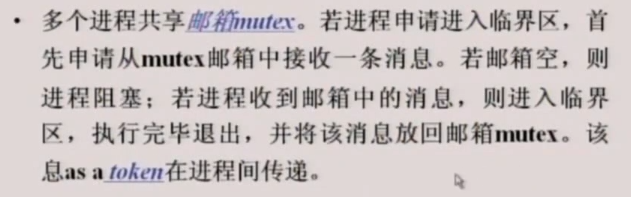 • 多个进程共享邮箱mutex。若进程申请进入临界区，首
先申请从mutex邮箱中接收一条消息。若邮箱空，则
进程阻塞；若进程收到邮箱中的消息，则进入临界
区，执行完毕退出，并将该消息放回邮箱mutex。该
息as a token在进程间传递。